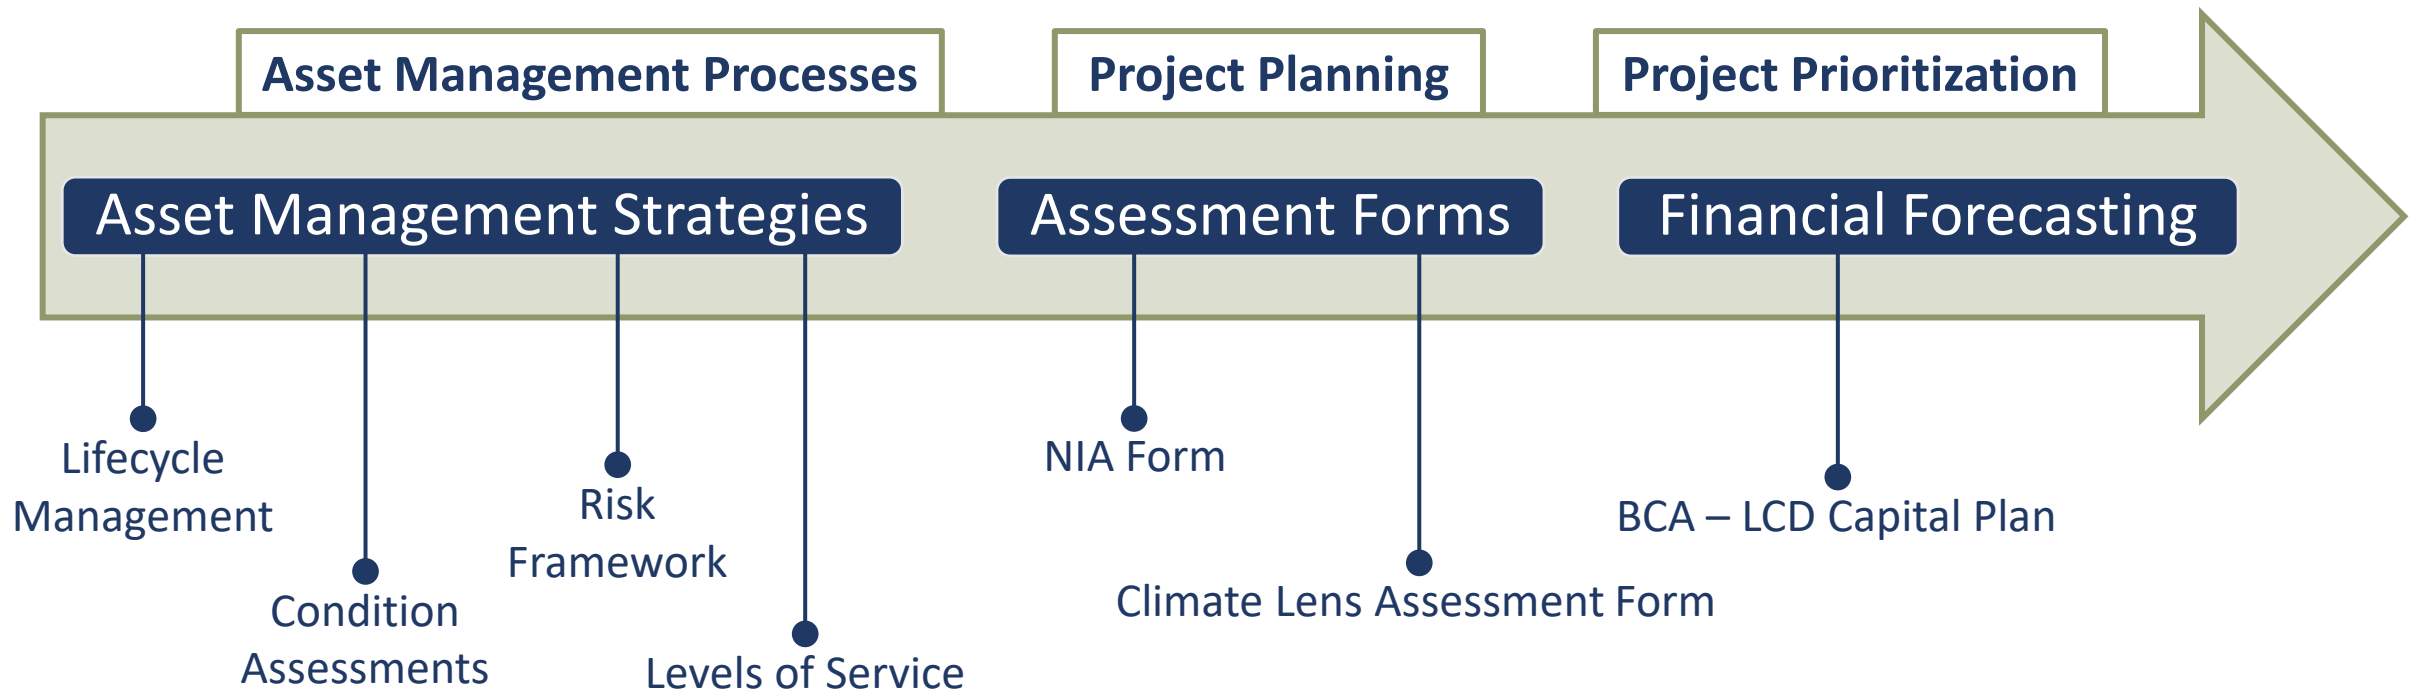 Asset Management Processes
Project Planning
Project Prioritization
Asset Management Strategies
Assessment Forms
Financial Forecasting
Lifecycle
Management
Condition
Assessments
Risk
Framework
Levels of Service
NIA Form
Climate Lens Assessment Form
BCA – LCD Capital Plan